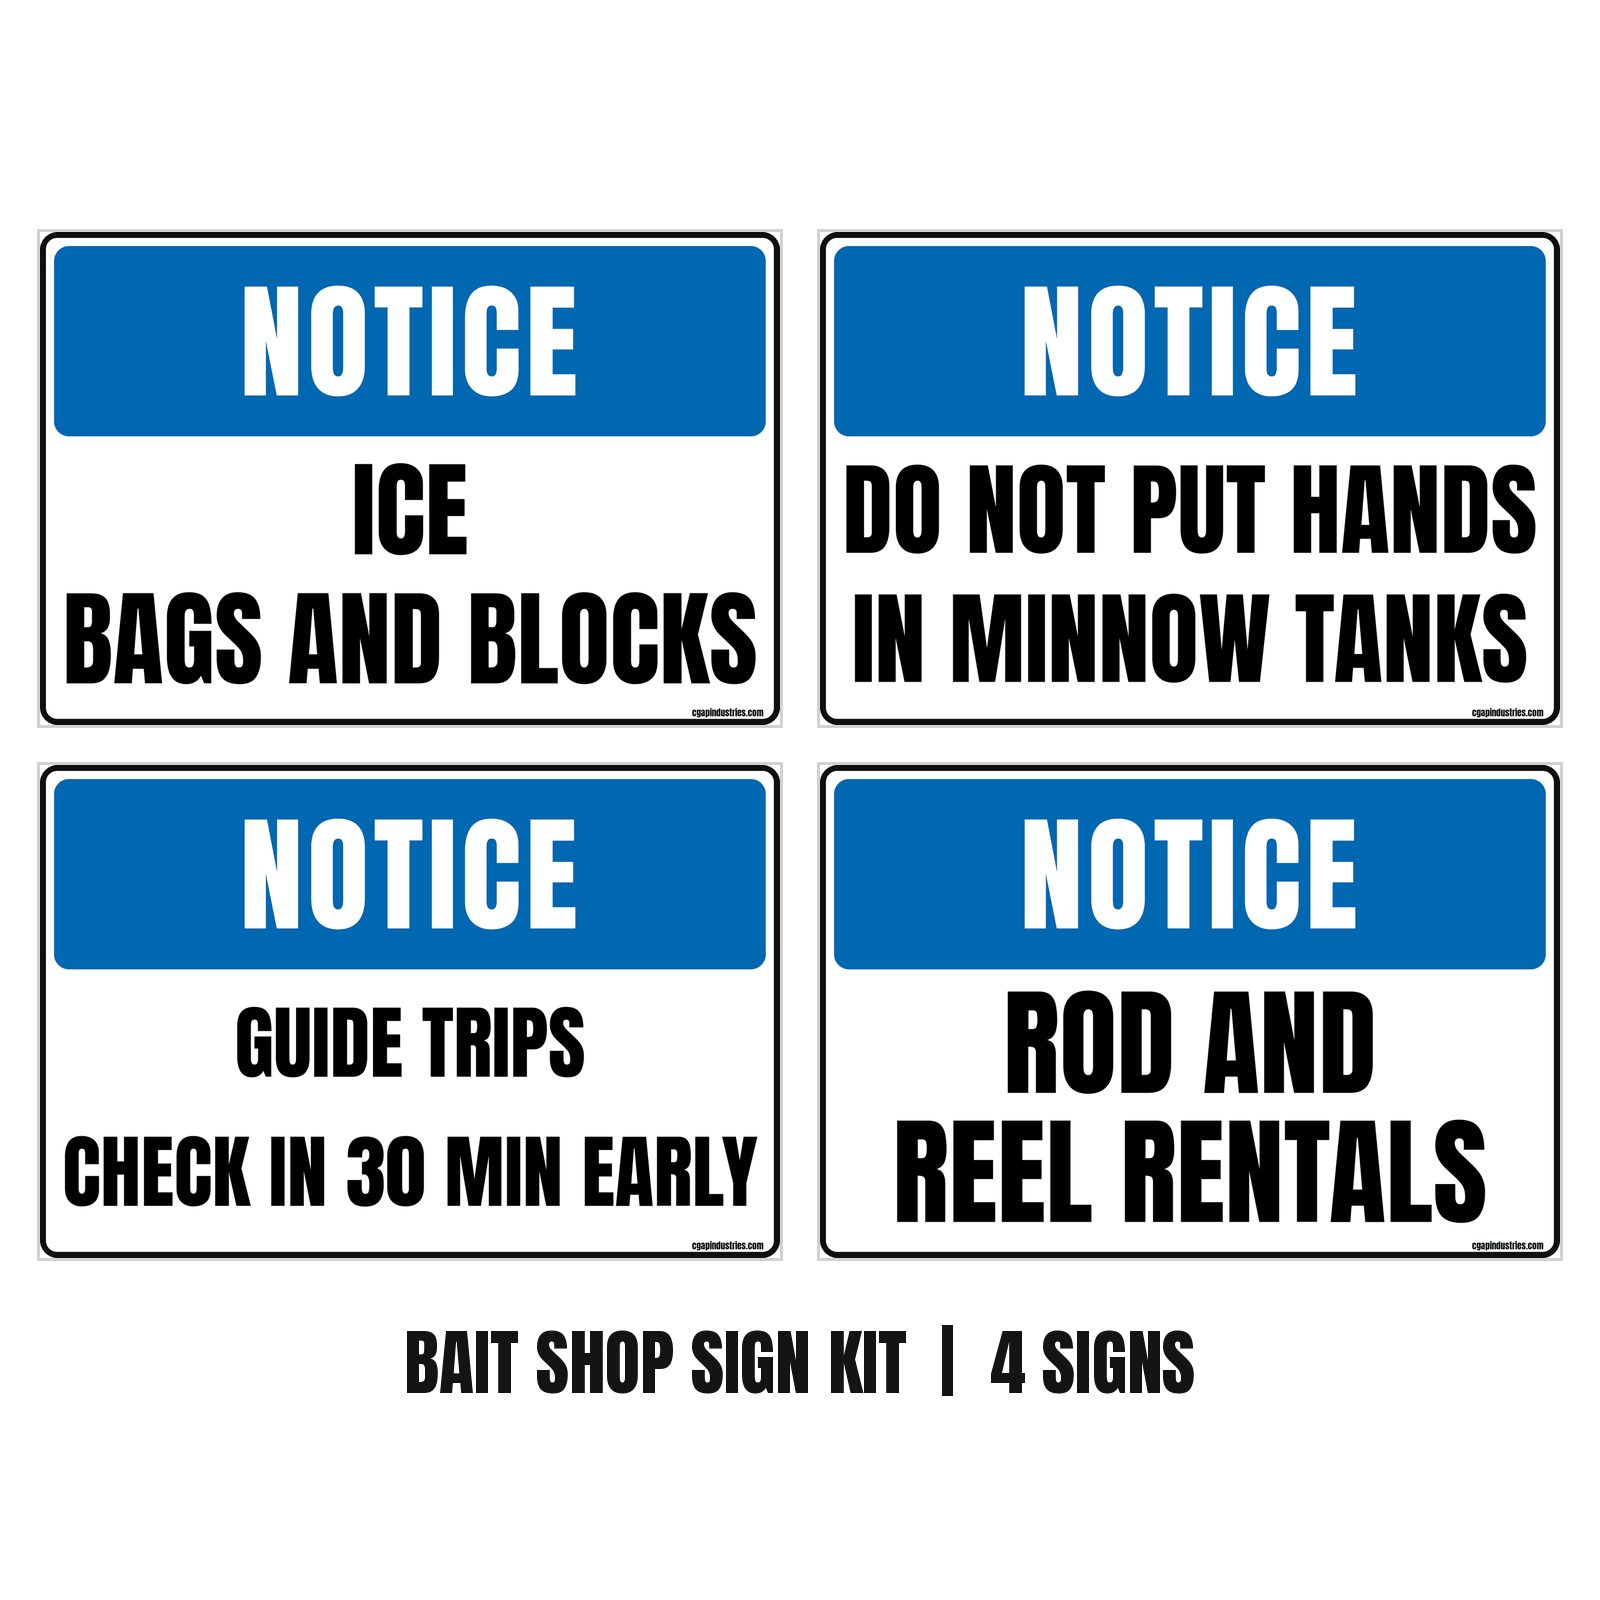 NOTICE
ICE
BAGS AND BLOCKS
cgapindustries.com
NOTICE
DO NOT PUT HANDS
IN MINNOW TANKS
cgapindustries.com
NOTICE
GUIDE TRIPS
CHECK IN 30 MIN EARLY
cgapindustries.com
NOTICE
ROD AND
REEL RENTALS
cgapindustries.com
BAIT SHOP SIGN KIT | 4 SIGNS